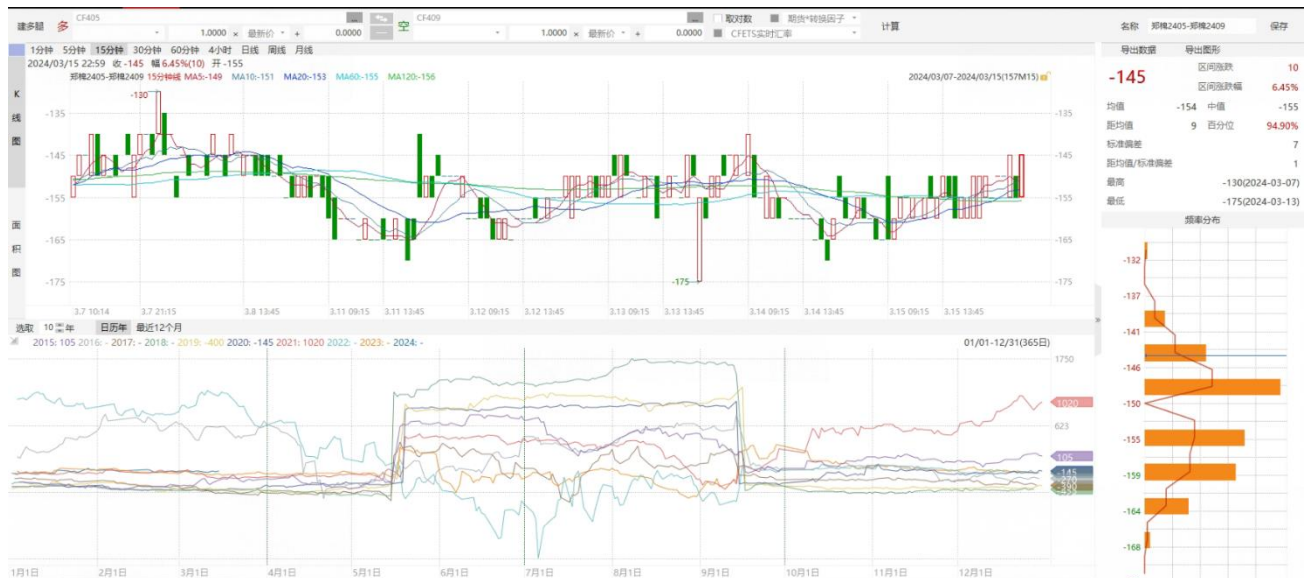 建多腿 多 CF405 ... 空 CF409 ... 取对数 期货*转换因子 计算 名称 郑棉2405-郑棉2409 保存
1.0000 × 最新价 + 0.0000 1.0000 × 最新价 + 0.0000 CFETS实时汇率
1分钟 5分钟 15分钟 30分钟 60分钟 4小时 日线 周线 月线
2024/03/15 22:59 收-145 幅6.45%(10) 开-155
郑棉2405-郑棉2409 15分钟线 MA5:-149 MA10:-151 MA20:-153 MA60:-155 MA120:-156
2024/03/07-2024/03/15(157M15)
K
线
图
面
积
图
-130
-135 -135
-145 -145
-155 -155
-165 -165
-175 -175 -175
3.7 10:14 3.7 21:15 3.8 13:45 3.11 09:15 3.11 13:45 3.12 09:15 3.12 13:45 3.13 09:15 3.13 13:45 3.14 09:15 3.14 13:45 3.15 09:15 3.15 13:45
选取 10 年 日历年 最近12个月
2015: 105 2016: - 2017: - 2018: - 2019: -400 2020: -145 2021: 1020 2022: - 2023: - 2024: -
01/01-12/31(365日)
1750
1020
623
105
-145
1月1日 2月1日 3月1日 4月1日 5月1日 6月1日 7月1日 8月1日 9月1日 10月1日 11月1日 12月1日
导出数据 导出图形
-145
区间涨跌 10
区间涨跌幅 6.45%
均值 -154 中值 -155
距均值 9 百分位 94.90%
标准偏差 7
距均值/标准偏差 1
最高 -130(2024-03-07)
最低 -175(2024-03-13)
频率分布
-132
-137
-141
-146
-150
-155
-159
-164
-168